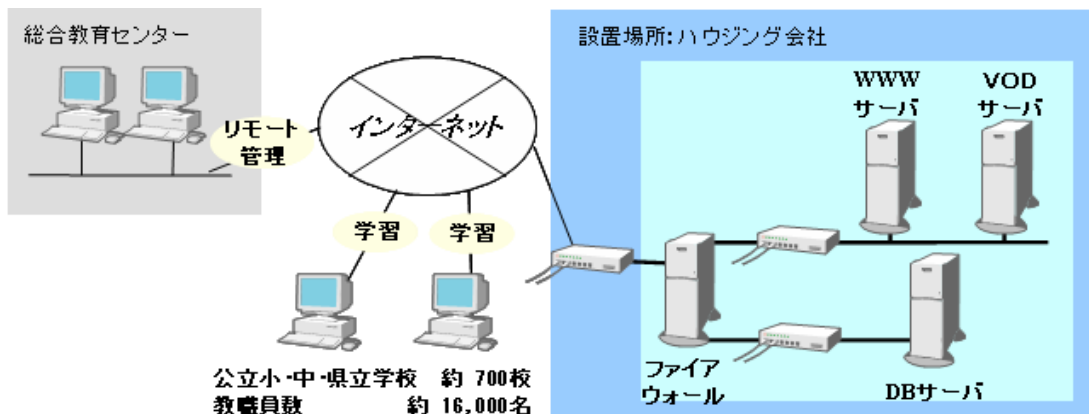 総合教育センター
設置場所:ハウジング会社
WWW
サーバ
VOD
サーバ
リモート
管理
インターネット
学習
学習
ファイア
ウォール
DBサーバ
公立小・中・県立学校 約 700校
教職員数 約 16,000名